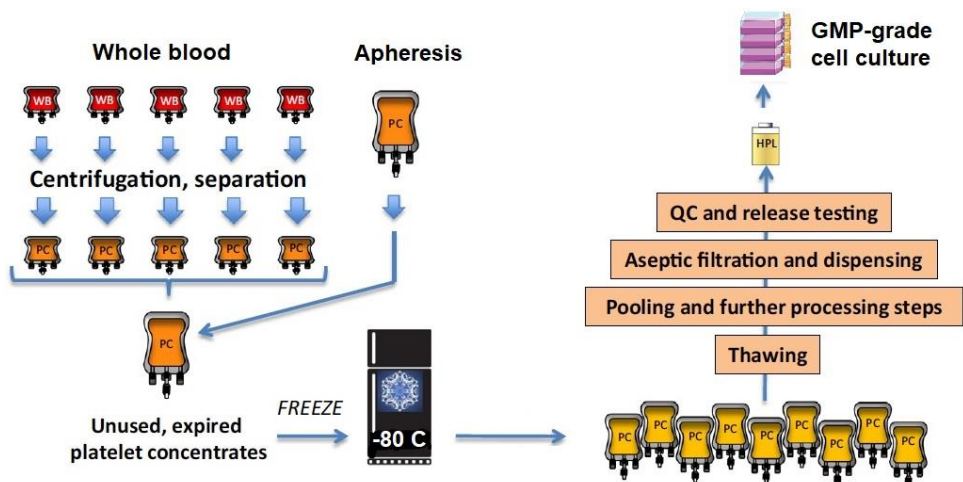 Whole blood
Apheresis
WB WB WB WB WB
PC
Centrifugation, separation
PC PC PC PC PC
PC
Unused, expired
platelet concentrates
FREEZE
-80 C
GMP-grade
cell culture
HPL
QC and release testing
Aseptic filtration and dispensing
Pooling and further processing steps
Thawing
PC PC PC PC PC PC PC PC PC